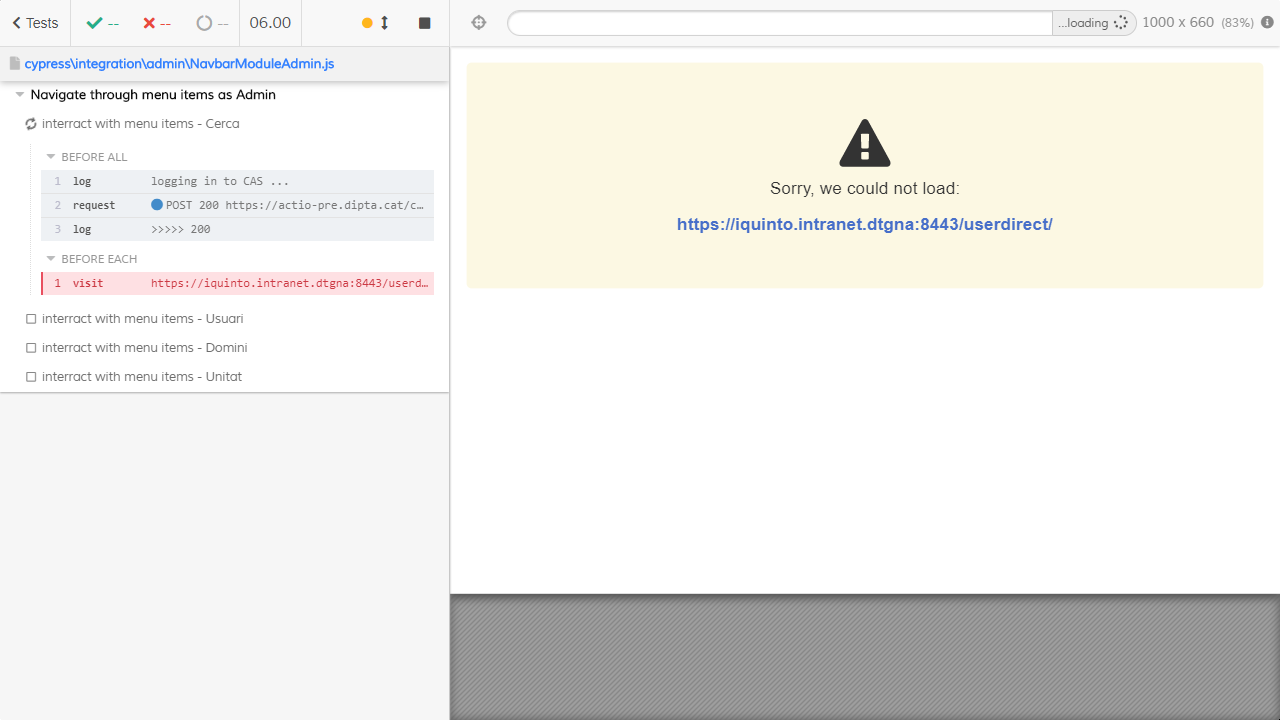 Tests -- -- -- 06.00
...loading 1000 x 660 (83%)
cypress\integration\admin\NavbarModuleAdmin.js
Navigate through menu items as Admin
interract with menu items - Cerca
BEFORE ALL
1 log logging in to CAS ...
2 request POST 200 https://actio-pre.dipta.cat/c…
3 log >>>>> 200
BEFORE EACH
1 visit https://iquinto.intranet.dtgna:8443/userd…
interract with menu items - Usuari
interract with menu items - Domini
interract with menu items - Unitat
Sorry, we could not load:
https://iquinto.intranet.dtgna:8443/userdirect/